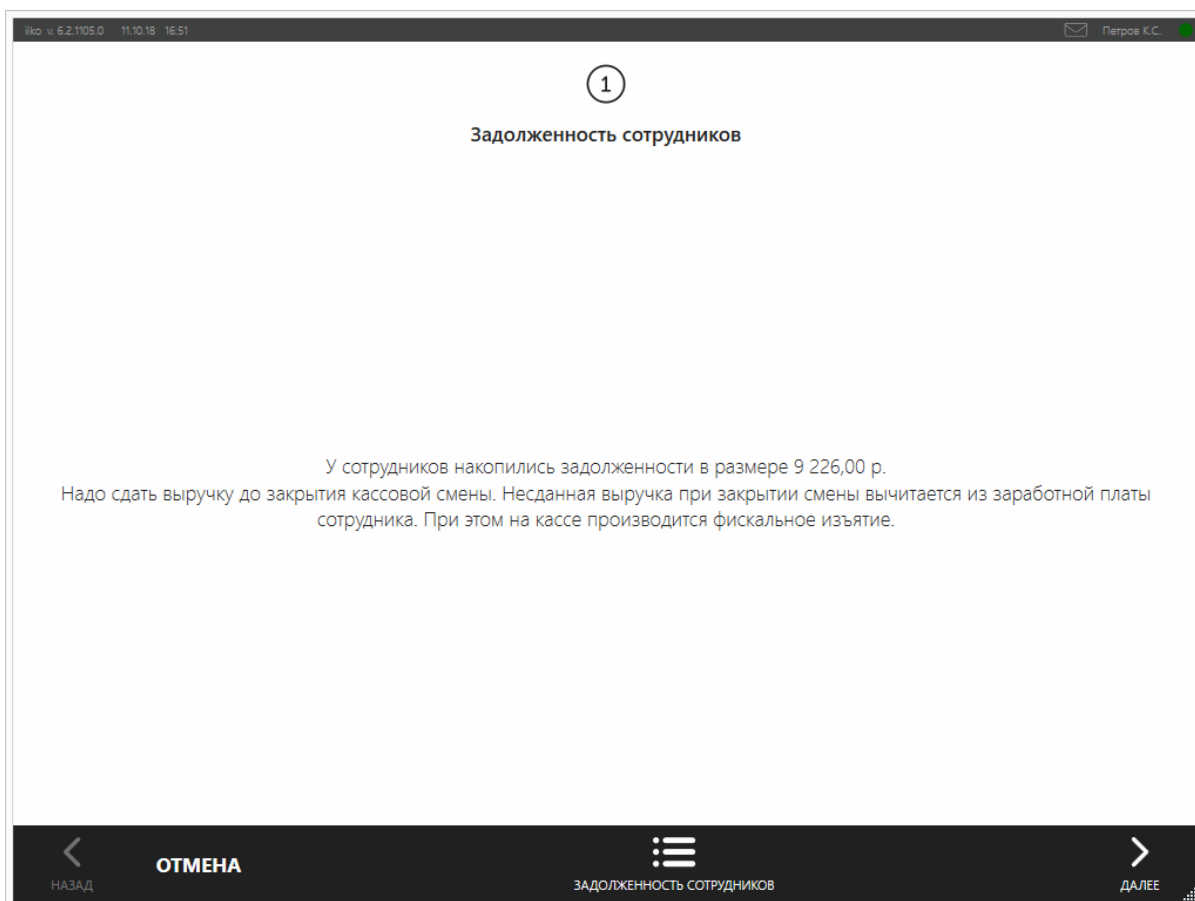 iiko v. 6.2.1105.0 11.10.18 16:51 Петров К.С.
1
Задолженность сотрудников
У сотрудников накопились задолженности в размере 9 226,00 р.
Надо сдать выручку до закрытия кассовой смены. Несданная выручка при закрытии смены вычитается из заработной платы
сотрудника. При этом на кассе производится фискальное изъятие.
НАЗАД
ОТМЕНА
ЗАДОЛЖЕННОСТЬ СОТРУДНИКОВ
ДАЛЕЕ